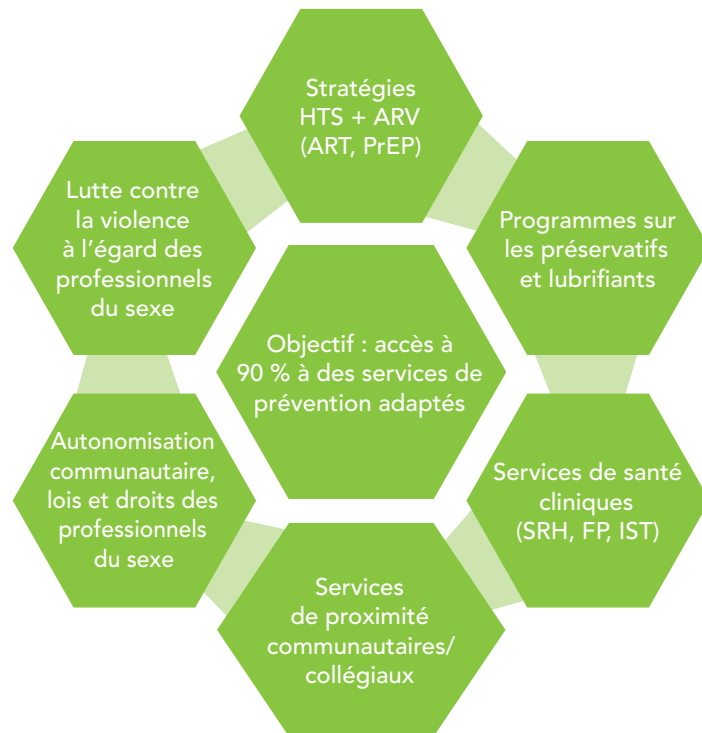 Stratégies
HTS + ARV
(ART, PrEP)
Lutte contre
la violence
à l’égard des
professionnels
du sexe
Programmes sur
les préservatifs
et lubrifiants
Objectif : accès à
90 % à des services de
prévention adaptés
Autonomisation
communautaire,
lois et droits des
professionnels
du sexe
Services de santé
cliniques
(SRH, FP, IST)
Services
de proximité
communautaires/
collégiaux